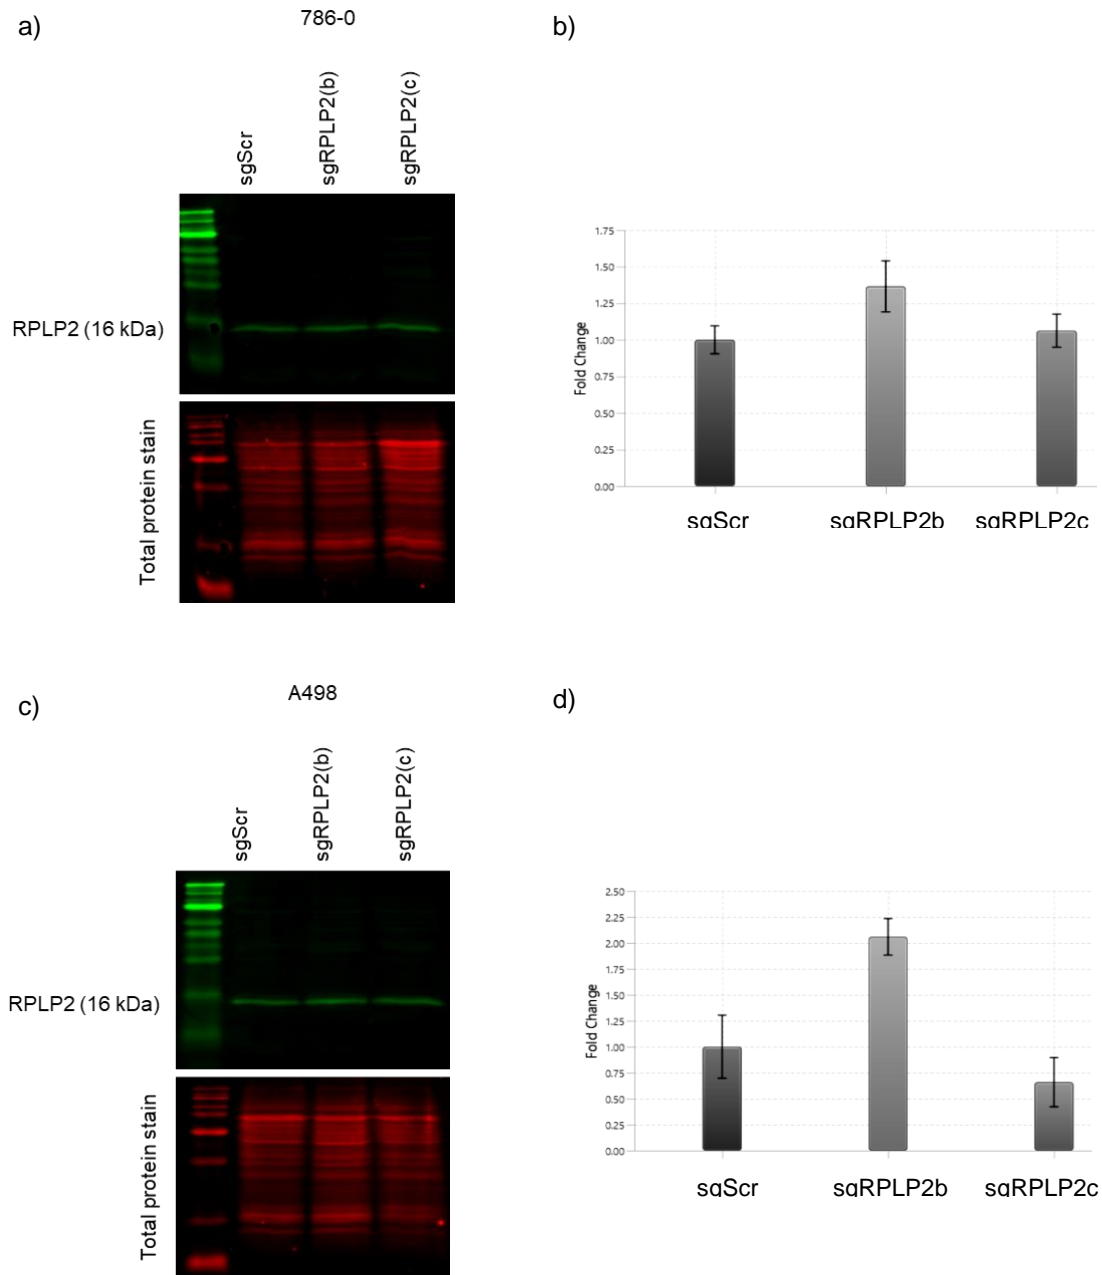 a)
786-0
sgScr
sgRPLP2(b)
sgRPLP2(c)
RPLP2 (16 kDa)
Total protein stain
b)
1.75
1.50
1.25
1.00
0.75
0.50
0.25
0.00
Fold Change
sgScr
sgRPLP2b
sgRPLP2c
c)
A498
sgScr
sgRPLP2(b)
sgRPLP2(c)
RPLP2 (16 kDa)
Total protein stain
d)
2.50
2.25
2.00
1.75
1.50
1.25
1.00
0.75
0.50
0.25
0.00
Fold Change
sgScr
sgRPLP2b
sgRPLP2c